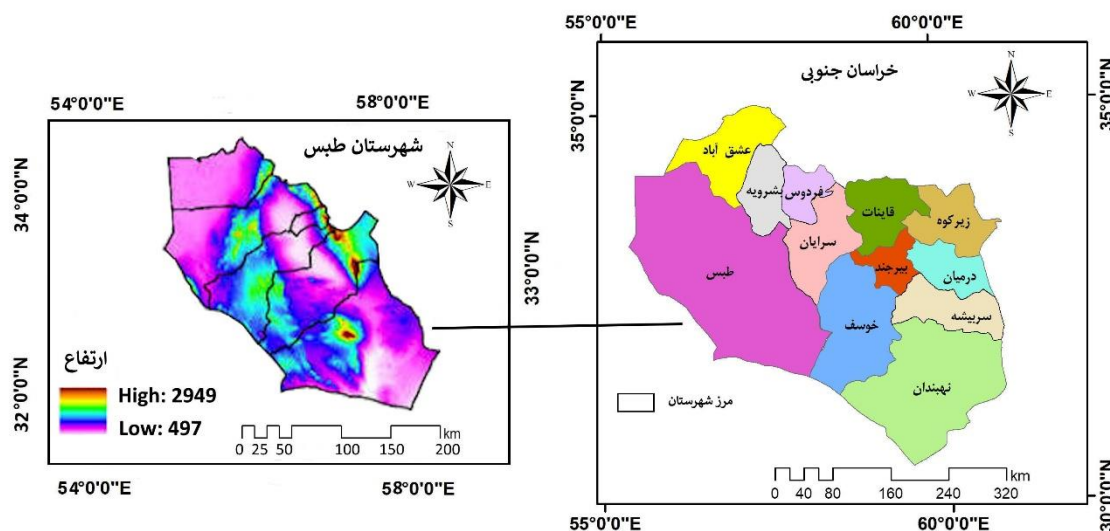 54°0'0"E
58°0'0"E
شهرستان طبس
N
W
E
S
34°0'0"N
32°0'0"N
ارتفاع
High: 2949
Low: 497
km
0 25 50 100 150 200
54°0'0"E
58°0'0"E
55°0'0"E
60°0'0"E
خراسان جنوبی
N
W
E
S
35°0'0"N
35°0'0"N
33°0'0"N
30°0'0"N
عشق آباد
بشرویه
فردوس
قاینات
زیرکوه
سرایان
طبس
بیرجند
درمیان
سربیشه
خوسف
نهبندان
مرز شهرستان
km
0 40 80 160 240 320
55°0'0"E
60°0'0"E